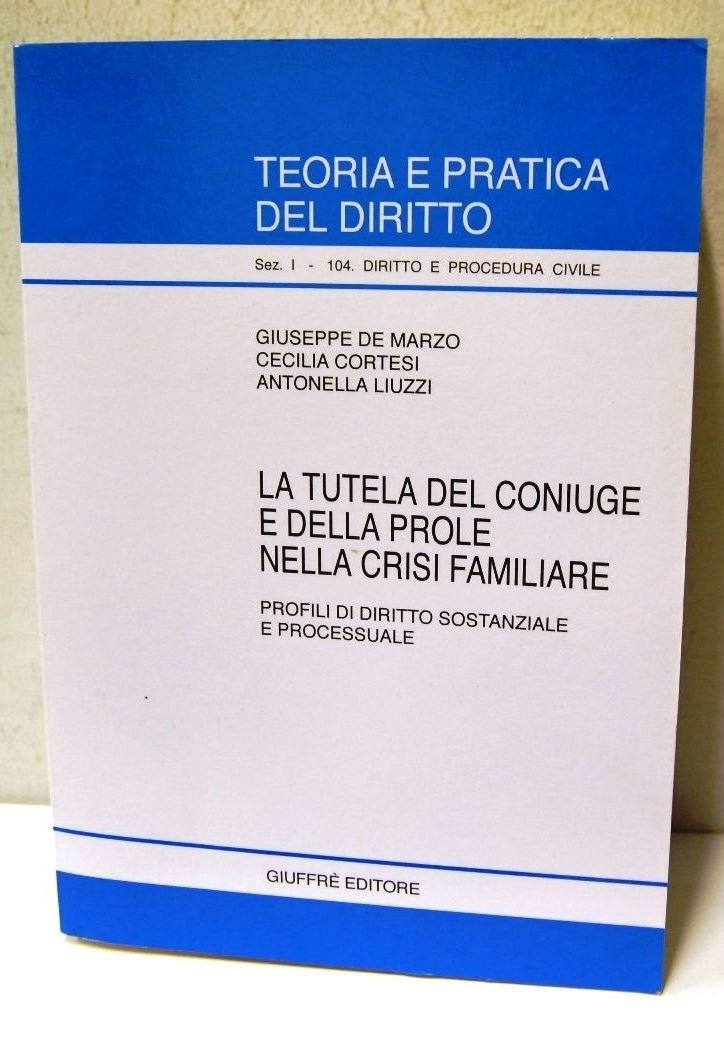 TEORIA E PRATICA
DEL DIRITTO
Sez. I - 104. DIRITTO E PROCEDURA CIVILE
GIUSEPPE DE MARZO
CECILIA CORTESI
ANTONELLA LIUZZI
LA TUTELA DEL CONIUGE
E DELLA PROLE
NELLA CRISI FAMILIARE
PROFILI DI DIRITTO SOSTANZIALE
E PROCESSUALE
GIUFFRÈ EDITORE